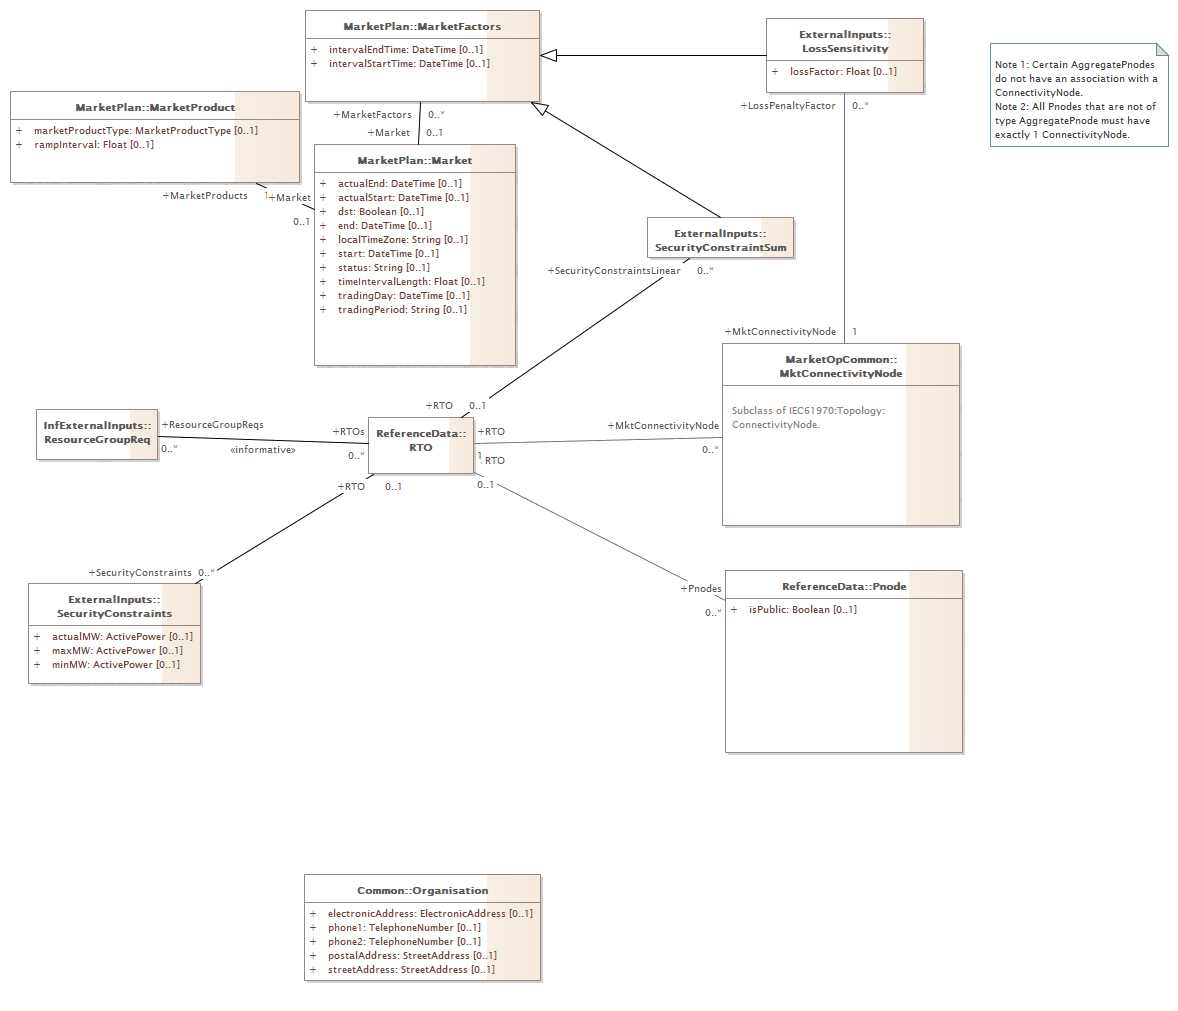 MarketPlan::MarketFactors
+ intervalEndTime: DateTime [0..1]
+ intervalStartTime: DateTime [0..1]
ExternalInputs::
LossSensitivity
+ lossFactor: Float [0..1]
Note 1: Certain AggregatePnodes
do not have an association with a
ConnectivityNode.
Note 2: All Pnodes that are not of
type AggregatePnode must have
exactly 1 ConnectivityNode.
MarketPlan::MarketProduct
+ marketProductType: MarketProductType [0..1]
+ rampInterval: Float [0..1]
+MarketFactors 0..*
+Market 0..1
+LossPenaltyFactor 0..*
MarketPlan::Market
+ actualEnd: DateTime [0..1]
+ actualStart: DateTime [0..1]
+ dst: Boolean [0..1]
+ end: DateTime [0..1]
+ localTimeZone: String [0..1]
+ start: DateTime [0..1]
+ status: String [0..1]
+ timeIntervalLength: Float [0..1]
+ tradingDay: DateTime [0..1]
+ tradingPeriod: String [0..1]
+MarketProducts 1
+Market
0..1
ExternalInputs::
SecurityConstraintSum
+SecurityConstraintsLinear 0..*
+MktConnectivityNode 1
MarketOpCommon::
MktConnectivityNode
Subclass of IEC61970:Topology:
ConnectivityNode.
+RTO 0..1
InfExternalInputs::
ResourceGroupReq
+ResourceGroupReqs
0..*
«informative»
+RTOs
0..*
ReferenceData::
RTO
+RTO
1
+MktConnectivityNode
0..*
RTO
0..1
+RTO 0..1
+SecurityConstraints 0..*
ExternalInputs::
SecurityConstraints
+ actualMW: ActivePower [0..1]
+ maxMW: ActivePower [0..1]
+ minMW: ActivePower [0..1]
+Pnodes
0..*
ReferenceData::Pnode
+ isPublic: Boolean [0..1]
Common::Organisation
+ electronicAddress: ElectronicAddress [0..1]
+ phone1: TelephoneNumber [0..1]
+ phone2: TelephoneNumber [0..1]
+ postalAddress: StreetAddress [0..1]
+ streetAddress: StreetAddress [0..1]